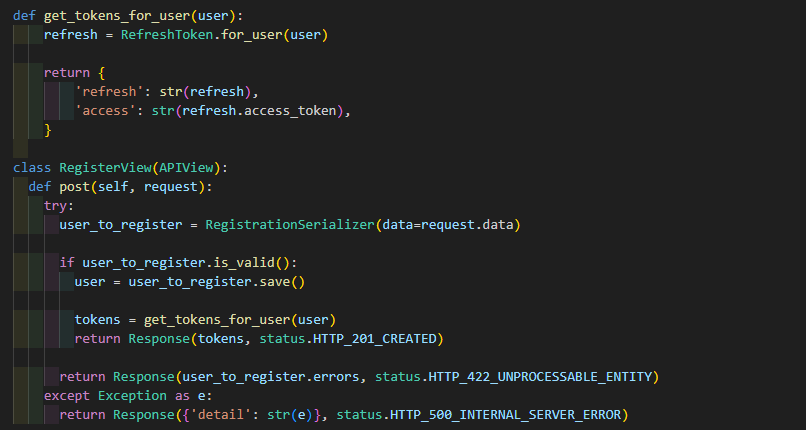 def get_tokens_for_user(user):
    refresh = RefreshToken.for_user(user)

    return {
        'refresh': str(refresh),
        'access': str(refresh.access_token),
    }

class RegisterView(APIView):
  def post(self, request):
    try:
      user_to_register = RegistrationSerializer(data=request.data)

      if user_to_register.is_valid():
        user = user_to_register.save()

        tokens = get_tokens_for_user(user)
        return Response(tokens, status.HTTP_201_CREATED)

      return Response(user_to_register.errors, status.HTTP_422_UNPROCESSABLE_ENTITY)
    except Exception as e:
      return Response({'detail': str(e)}, status.HTTP_500_INTERNAL_SERVER_ERROR)